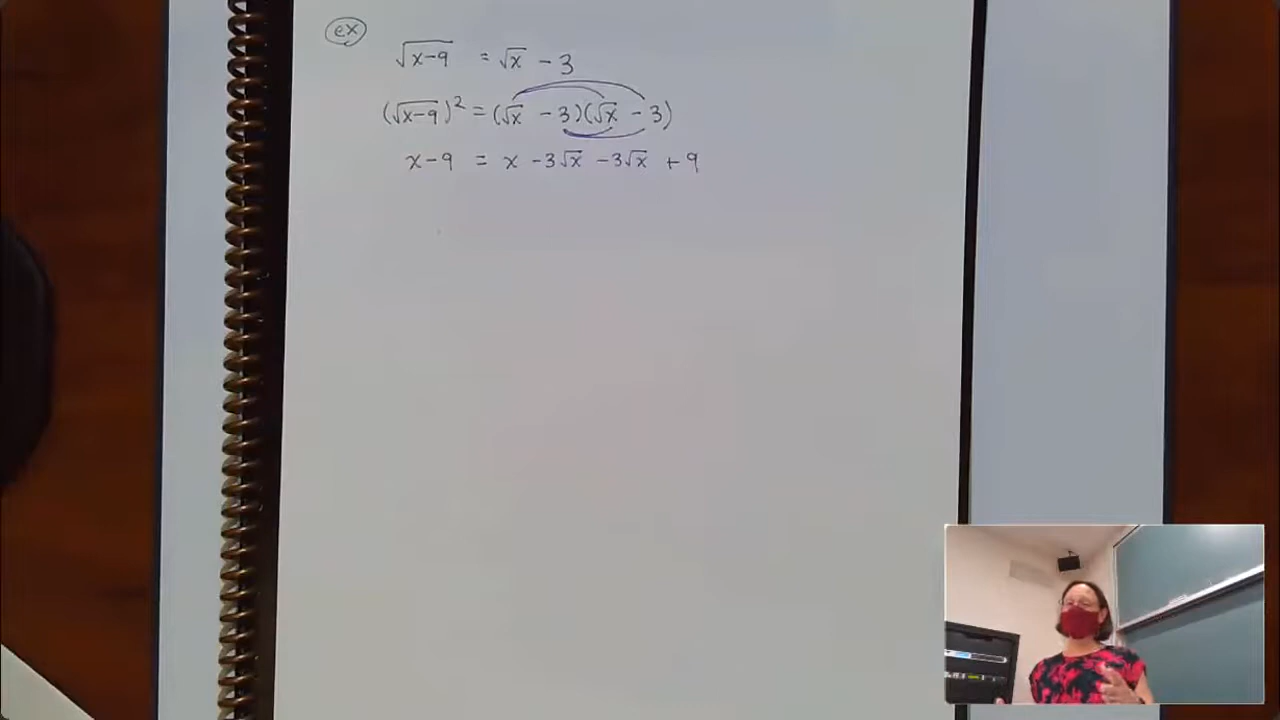 ex
√x-9 = √x - 3
(√x-9)² = (√x - 3)(√x - 3)
x-9 = x -3√x -3√x + 9